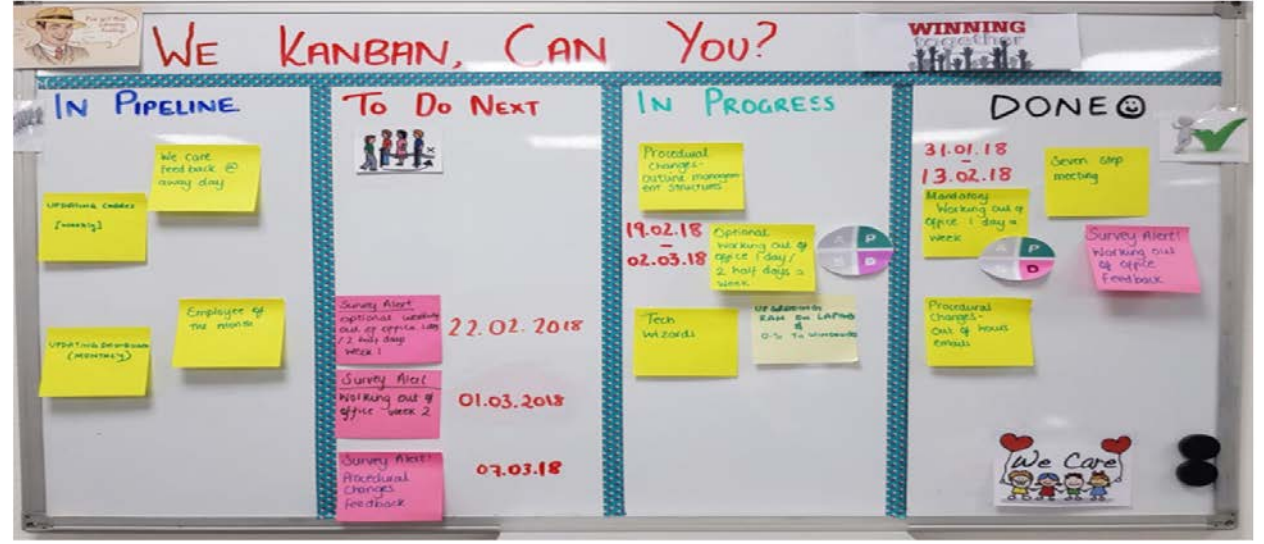 WE KANBAN, CAN YOU?
WINNING
together
IN PIPELINE
We care
feedback @
away day
UPDATING
[weekly]
Employee of
the month
UPDATING
(MONTHLY)
TO DO NEXT
Survey Alert
optional working
out of office 1 day
/ 2 half days
week 1
22.02.2018
Survey Alert
Working out of
office - week 2
01.03.2018
Survey Alert!
Procedural
Changes
feedback
07.03.18
IN PROGRESS
Procedural
changes-
outline managem
ent structures
19.02.18
-
02.03.18
Optional
Working out of
office 1 day/
2 half days a
week
A P
S D
Tech
Wizards
UPGRADING
RAM ON LAPTOPS
&
DONE
31.01.18
-
13.02.18
Seven step
meeting
Mandatory
Working out of
office 1 day a
week
A P
D
Survey Alert!
Working out
of office
feedback
Procedural
Changes-
out of hours
emails
We Care